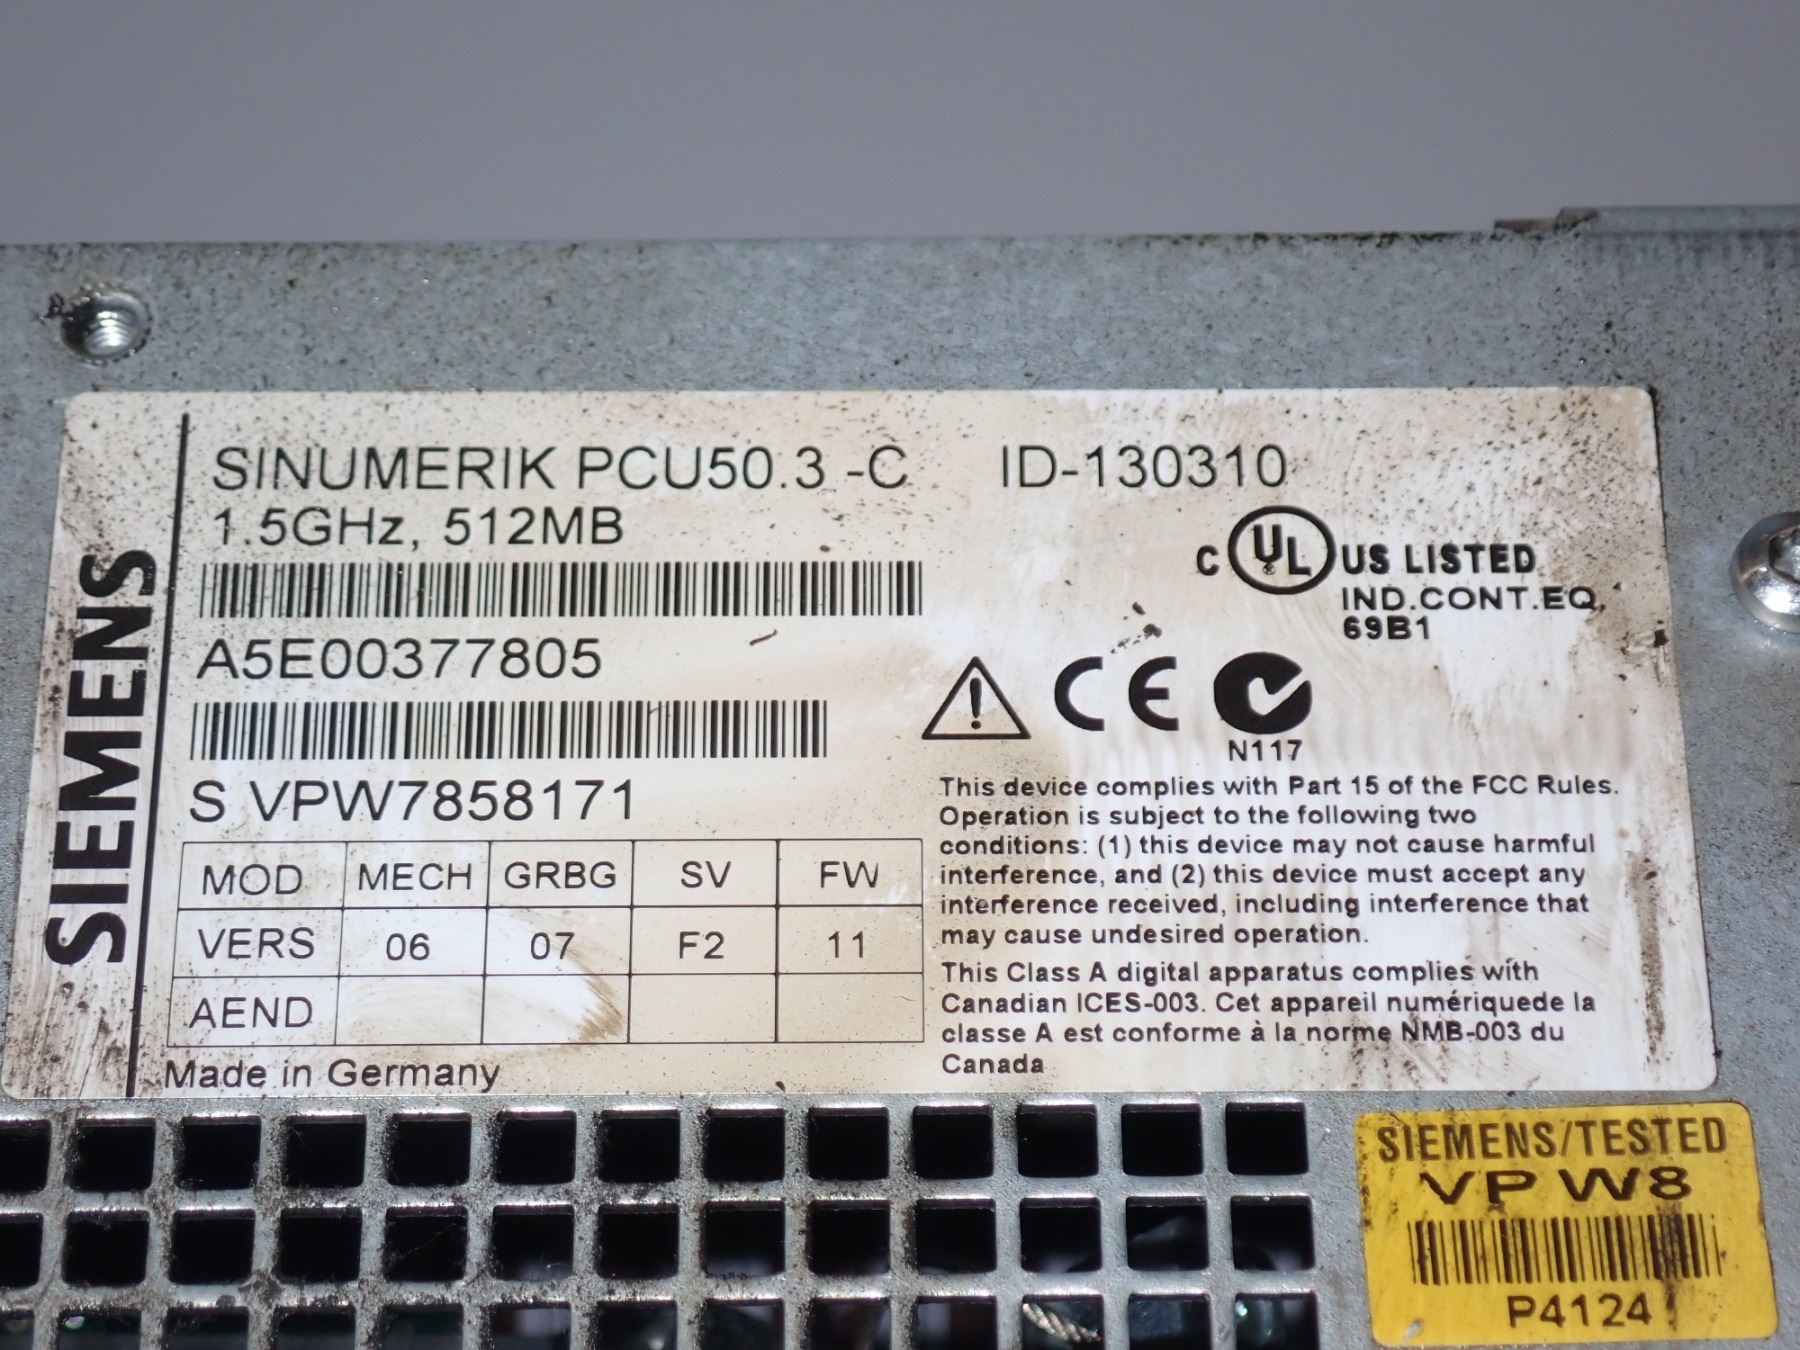 SIEMENS
SINUMERIK PCU50.3 -C ID-130310
1.5GHz, 512MB
C UL US LISTED
IND.CONT.EQ.
69B1
A5E00377805
CE
N117
S VPW7858171
MOD MECH GRBG SV FW
VERS 06 07 F2 11
AEND
Made in Germany
This device complies with Part 15 of the FCC Rules.
Operation is subject to the following two
conditions: (1) this device may not cause harmful
interference, and (2) this device must accept any
interference received, including interference that
may cause undesired operation.
This Class A digital apparatus complies with
Canadian ICES-003. Cet appareil numériquede la
classe A est conforme à la norme NMB-003 du
Canada
SIEMENS/TESTED
VPW8
P4124